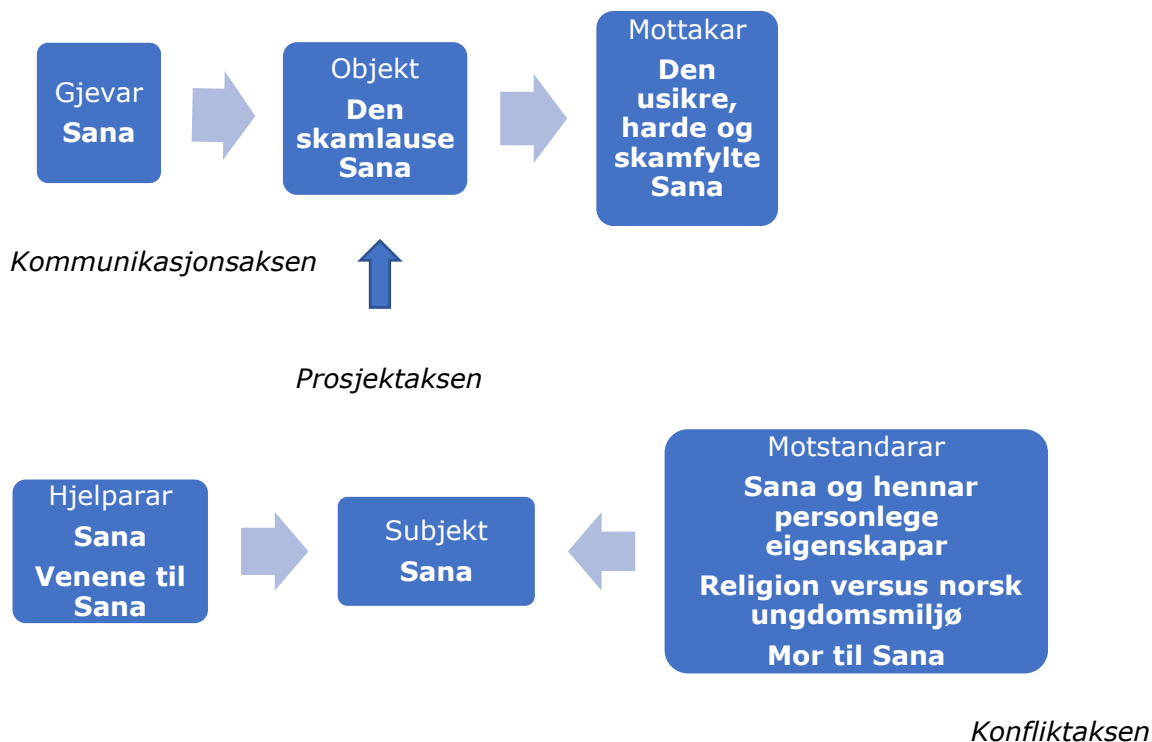 Gjevar
Sana
Objekt
Den
skamlause
Sana
Mottakar
Den
usikre,
harde og
skamfylte
Sana
Kommunikasjonsaksen
Prosjektaksen
Hjelparar
Sana
Venene til
Sana
Subjekt
Sana
Motstandarar
Sana og hennar
personlege
eigenskapar
Religion versus norsk
ungdomsmiljø
Mor til Sana
Konfliktaksen